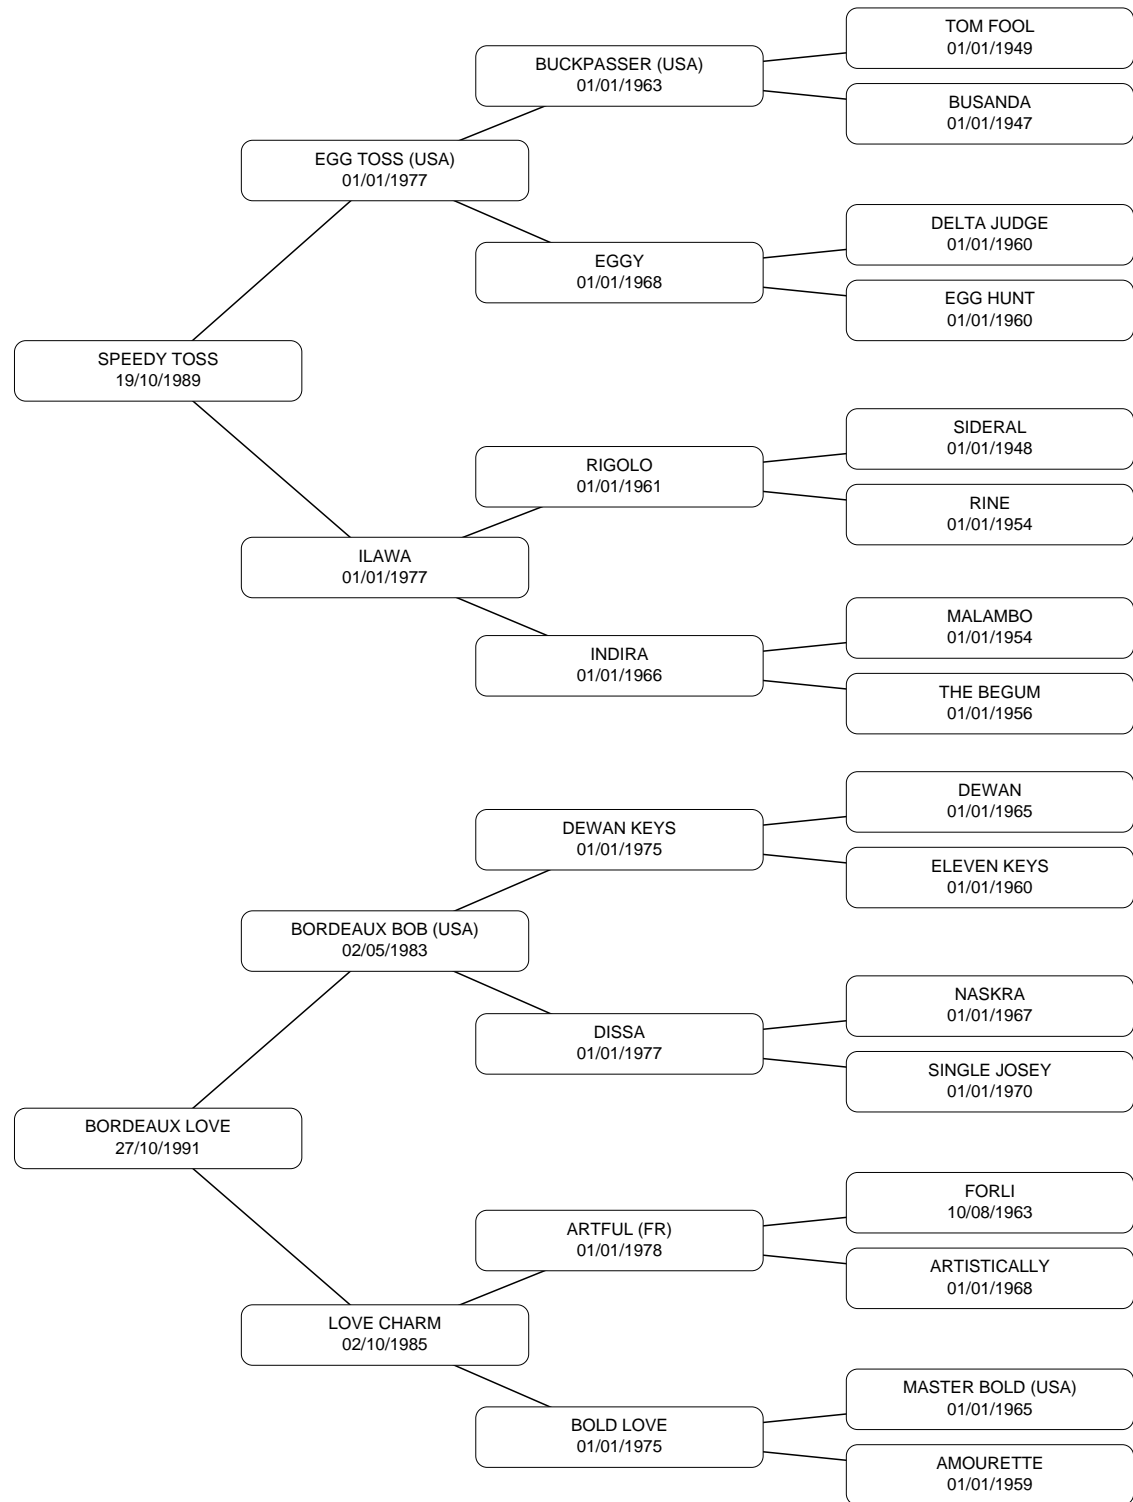 TOM FOOL
01/01/1949
BUCKPASSER (USA)
01/01/1963
BUSANDA
01/01/1947
EGG TOSS (USA)
01/01/1977
DELTA JUDGE
01/01/1960
EGGY
01/01/1968
EGG HUNT
01/01/1960
SPEEDY TOSS
19/10/1989
SIDERAL
01/01/1948
RIGOLO
01/01/1961
RINE
01/01/1954
ILAWA
01/01/1977
MALAMBO
01/01/1954
INDIRA
01/01/1966
THE BEGUM
01/01/1956
DEWAN
01/01/1965
DEWAN KEYS
01/01/1975
ELEVEN KEYS
01/01/1960
BORDEAUX BOB (USA)
02/05/1983
NASKRA
01/01/1967
DISSA
01/01/1977
SINGLE JOSEY
01/01/1970
BORDEAUX LOVE
27/10/1991
FORLI
10/08/1963
ARTFUL (FR)
01/01/1978
ARTISTICALLY
01/01/1968
LOVE CHARM
02/10/1985
MASTER BOLD (USA)
01/01/1965
BOLD LOVE
01/01/1975
AMOURETTE
01/01/1959